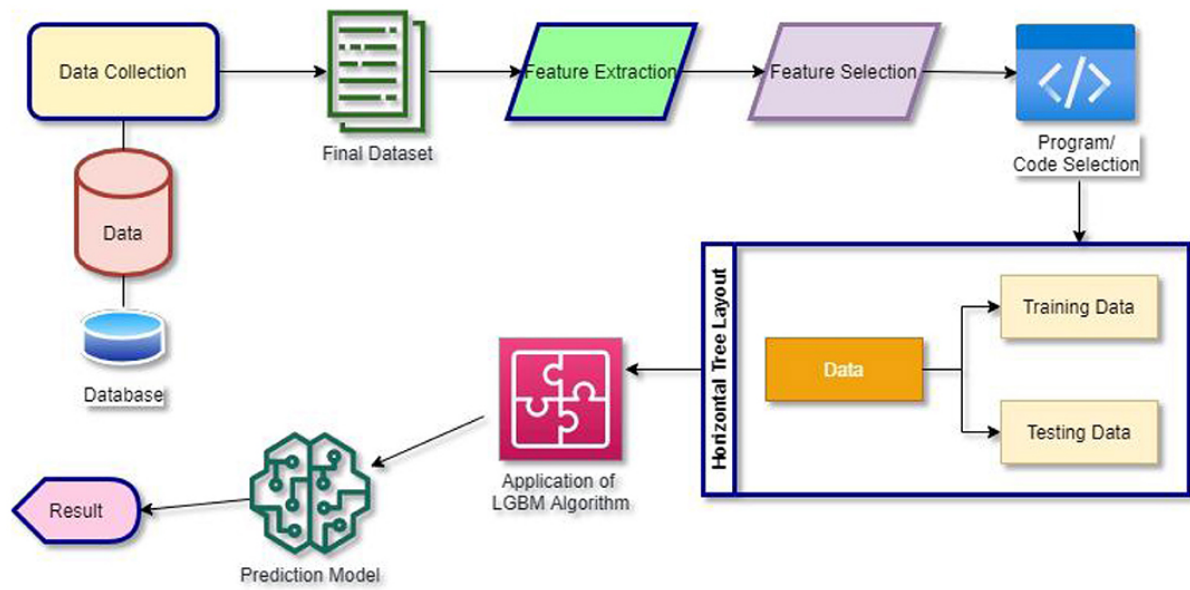 Data Collection
Final Dataset
Feature Extraction
Feature Selection
Program/
Code Selection
Data
Database
Horizontal Tree Layout
Data
Training Data
Testing Data
Application of
LGBM Algorithm
Prediction Model
Result